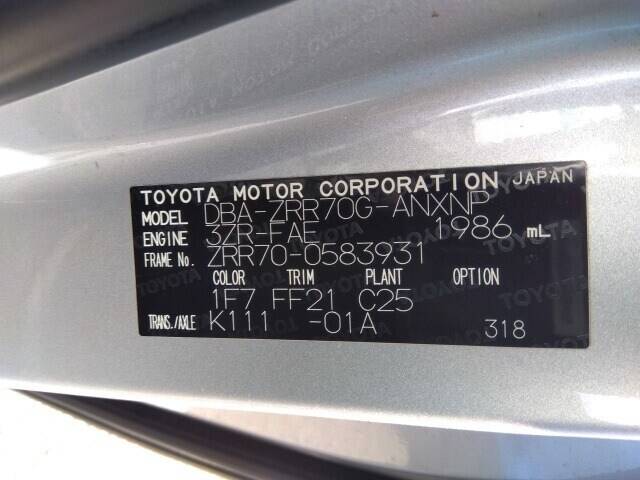 TOYOTA MOTOR CORPORATION JAPAN
MODEL DBA-ZRR70G-ANXNP
ENGINE 3ZR-FAE 1986 mL
FRAME No. ZRR70-0583931
COLOR TRIM PLANT OPTION
1F7 FF21 C25
TRANS./AXLE K111 -01A 318